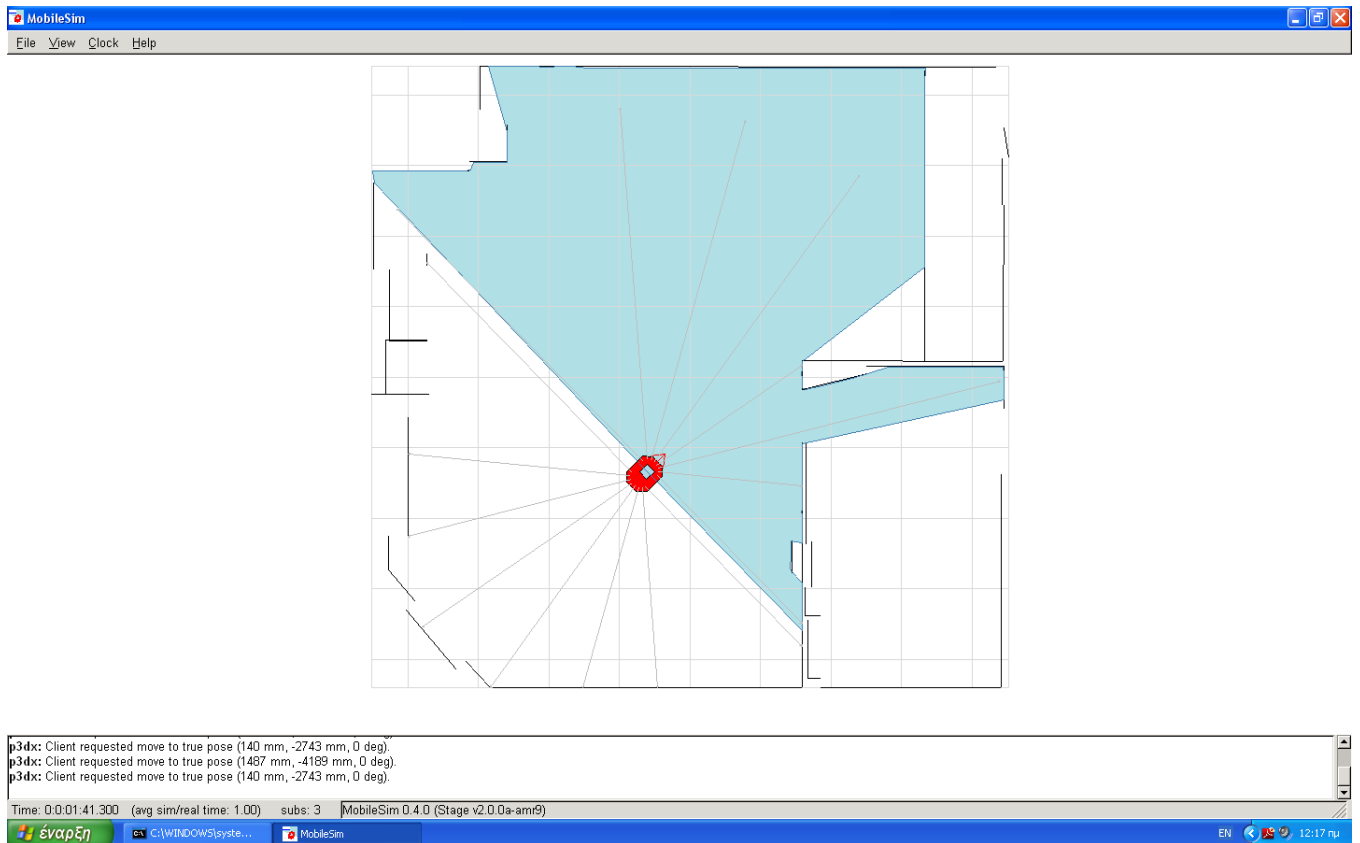 MobileSim
File View Clock Help
p3dx: Client requested move to true pose (140 mm, -2743 mm, 0 deg).
p3dx: Client requested move to true pose (1487 mm, -4189 mm, 0 deg).
p3dx: Client requested move to true pose (140 mm, -2743 mm, 0 deg).
Time: 0:0:01:41.300 (avg sim/real time: 1.00) subs: 3 MobileSim 0.4.0 (Stage v2.0.0a-amr9)
έναρξη C:\WINDOWS\syste... MobileSim EN 12:17 πμ